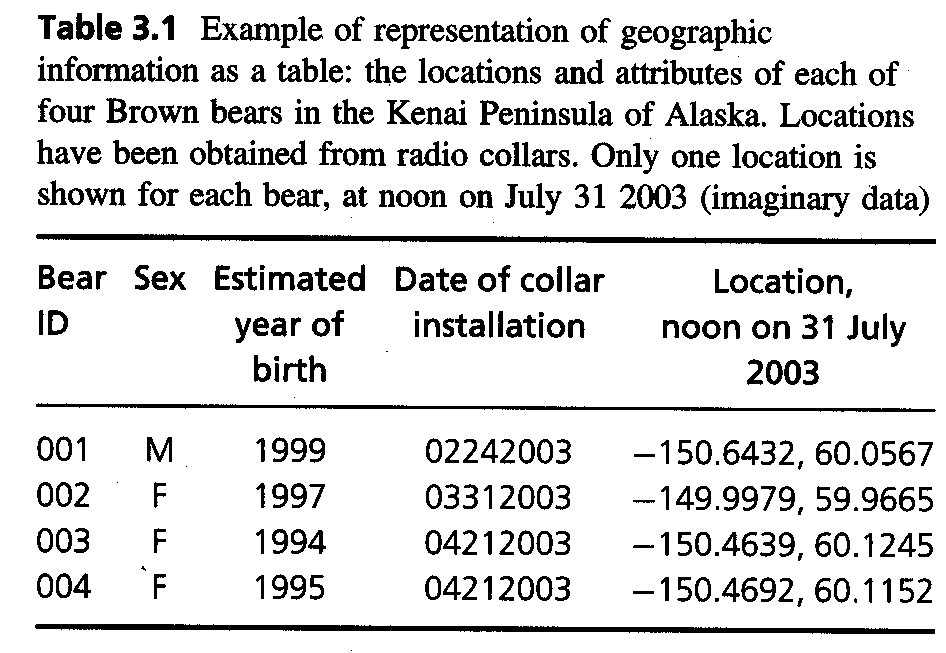 Table 3.1 Example of representation of geographic
information as a table: the locations and attributes of each of
four Brown bears in the Kenai Peninsula of Alaska. Locations
have been obtained from radio collars. Only one location is
shown for each bear, at noon on July 31 2003 (imaginary data)
Bear Sex Estimated Date of collar Location,
ID year of installation noon on 31 July
birth 2003
001 M 1999 02242003 −150.6432, 60.0567
002 F 1997 03312003 −149.9979, 59.9665
003 F 1994 04212003 −150.4639, 60.1245
004 F 1995 04212003 −150.4692, 60.1152